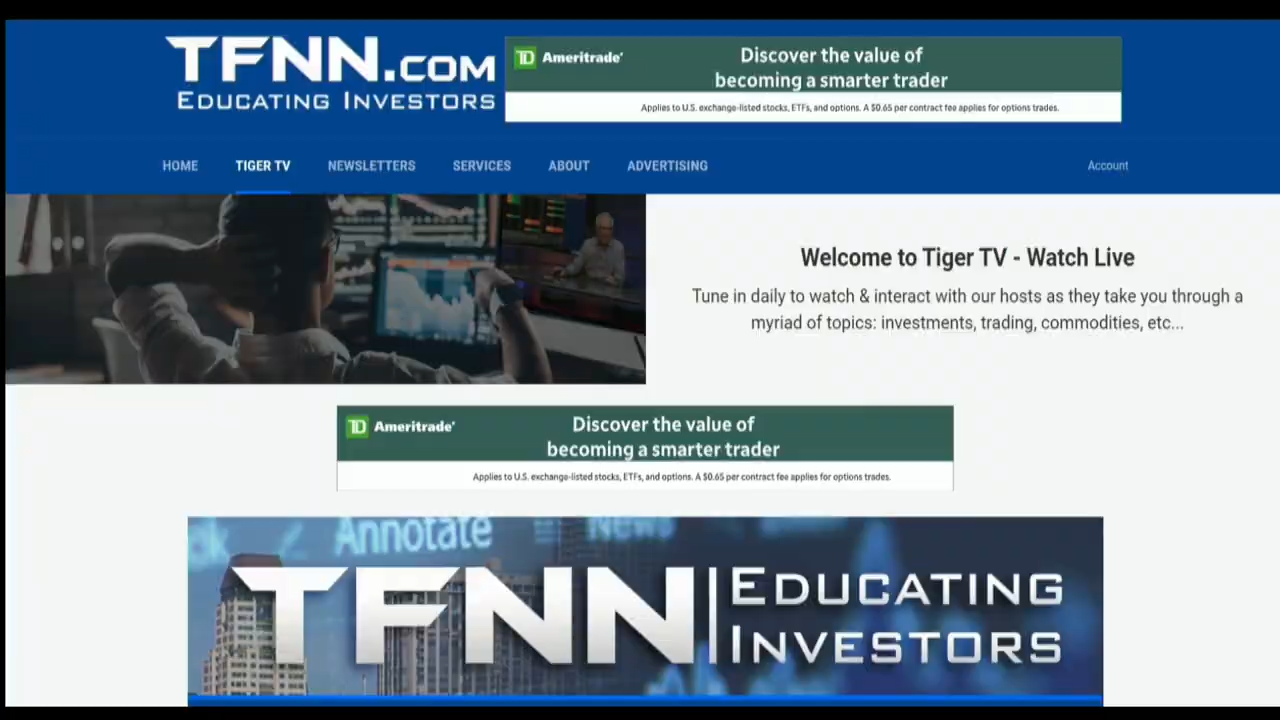 TFNN.COM
EDUCATING INVESTORS
TD Ameritrade
Discover the value of
becoming a smarter trader
Applies to U.S. exchange-listed stocks, ETFs, and options. A $0.65 per contract fee applies for options trades.
HOME TIGER TV NEWSLETTERS SERVICES ABOUT ADVERTISING Account
Welcome to Tiger TV - Watch Live
Tune in daily to watch & interact with our hosts as they take you through a
myriad of topics: investments, trading, commodities, etc...
TD Ameritrade
Discover the value of
becoming a smarter trader
Applies to U.S. exchange-listed stocks, ETFs, and options. A $0.65 per contract fee applies for options trades.
Annotate News
TFNN EDUCATING
INVESTORS